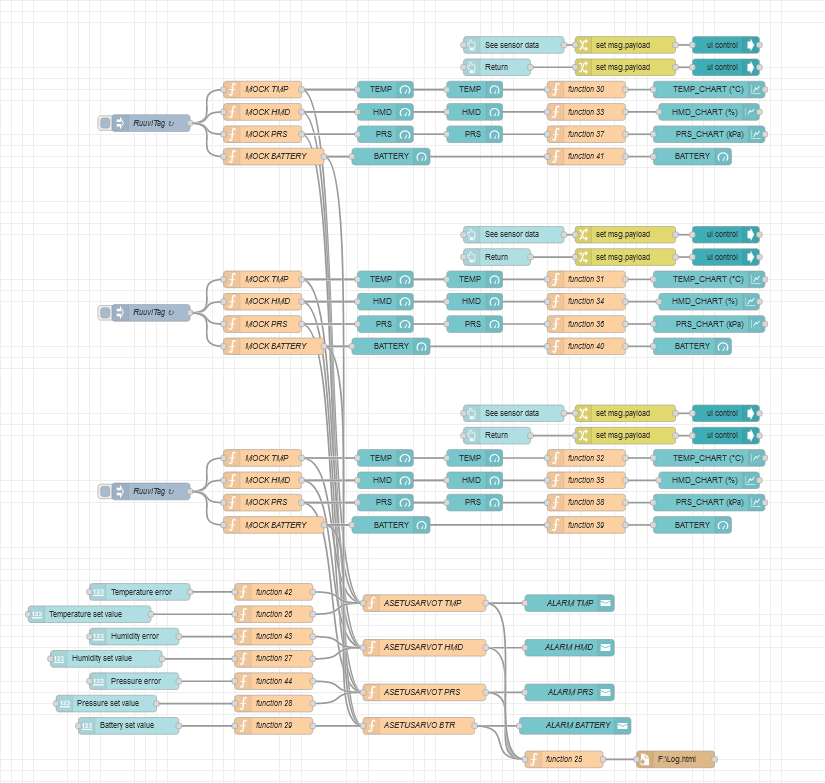 See sensor data set msg.payload ui control
Return set msg.payload ui control
MOCK TMP TEMP TEMP function 30 TEMP_CHART (°C)
MOCK HMD HMD HMD function 33 HMD_CHART (%)
RuuviTag ↻
MOCK PRS PRS PRS function 37 PRS_CHART (kPa)
MOCK BATTERY BATTERY function 41 BATTERY
See sensor data set msg.payload ui control
Return set msg.payload ui control
MOCK TMP TEMP TEMP function 31 TEMP_CHART (°C)
MOCK HMD HMD HMD function 34 HMD_CHART (%)
RuuviTag ↻
MOCK PRS PRS PRS function 36 PRS_CHART (kPa)
MOCK BATTERY BATTERY function 40 BATTERY
See sensor data set msg.payload ui control
Return set msg.payload ui control
MOCK TMP TEMP TEMP function 32 TEMP_CHART (°C)
MOCK HMD HMD HMD function 35 HMD_CHART (%)
RuuviTag ↻
MOCK PRS PRS PRS function 38 PRS_CHART (kPa)
MOCK BATTERY BATTERY function 39 BATTERY
123 Temperature error function 42
ASETUSARVOT TMP ALARM TMP
123 Temperature set value function 26
123 Humidity error function 43
ASETUSARVOT HMD ALARM HMD
123 Humidity set value function 27
123 Pressure error function 44
ASETUSARVOT PRS ALARM PRS
123 Pressure set value function 28
123 Battery set value function 29 ASETUSARVO BTR ALARM BATTERY
function 25 F:\Log.html